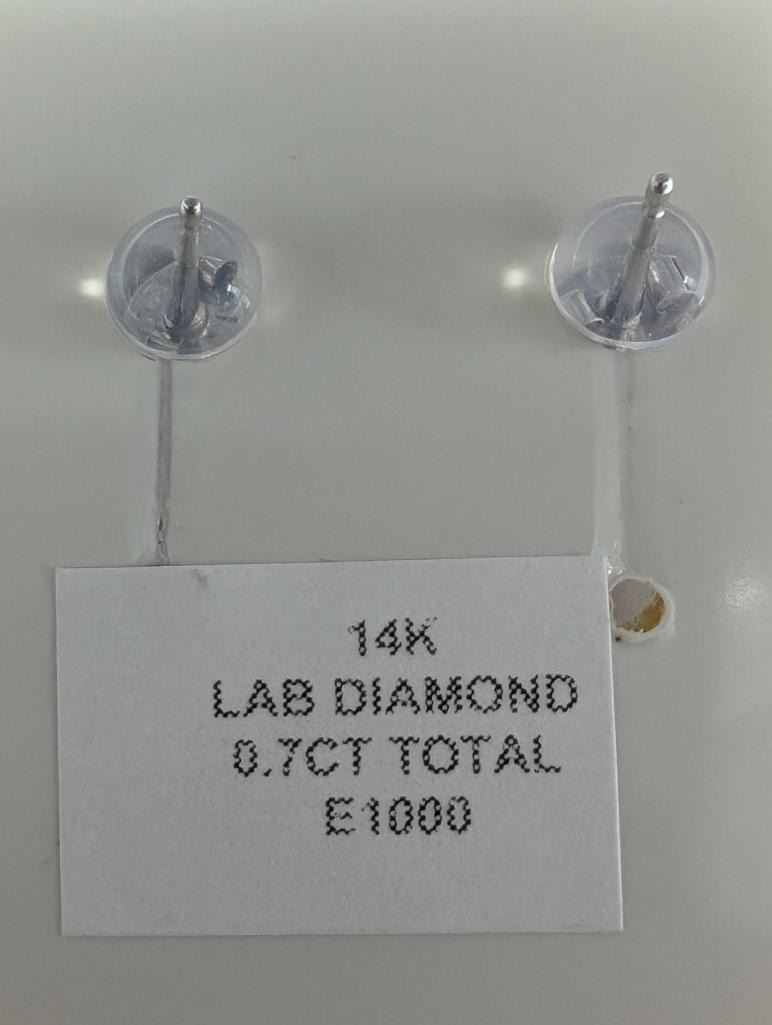 14K
LAB DIAMOND
0.7CT TOTAL
E1000